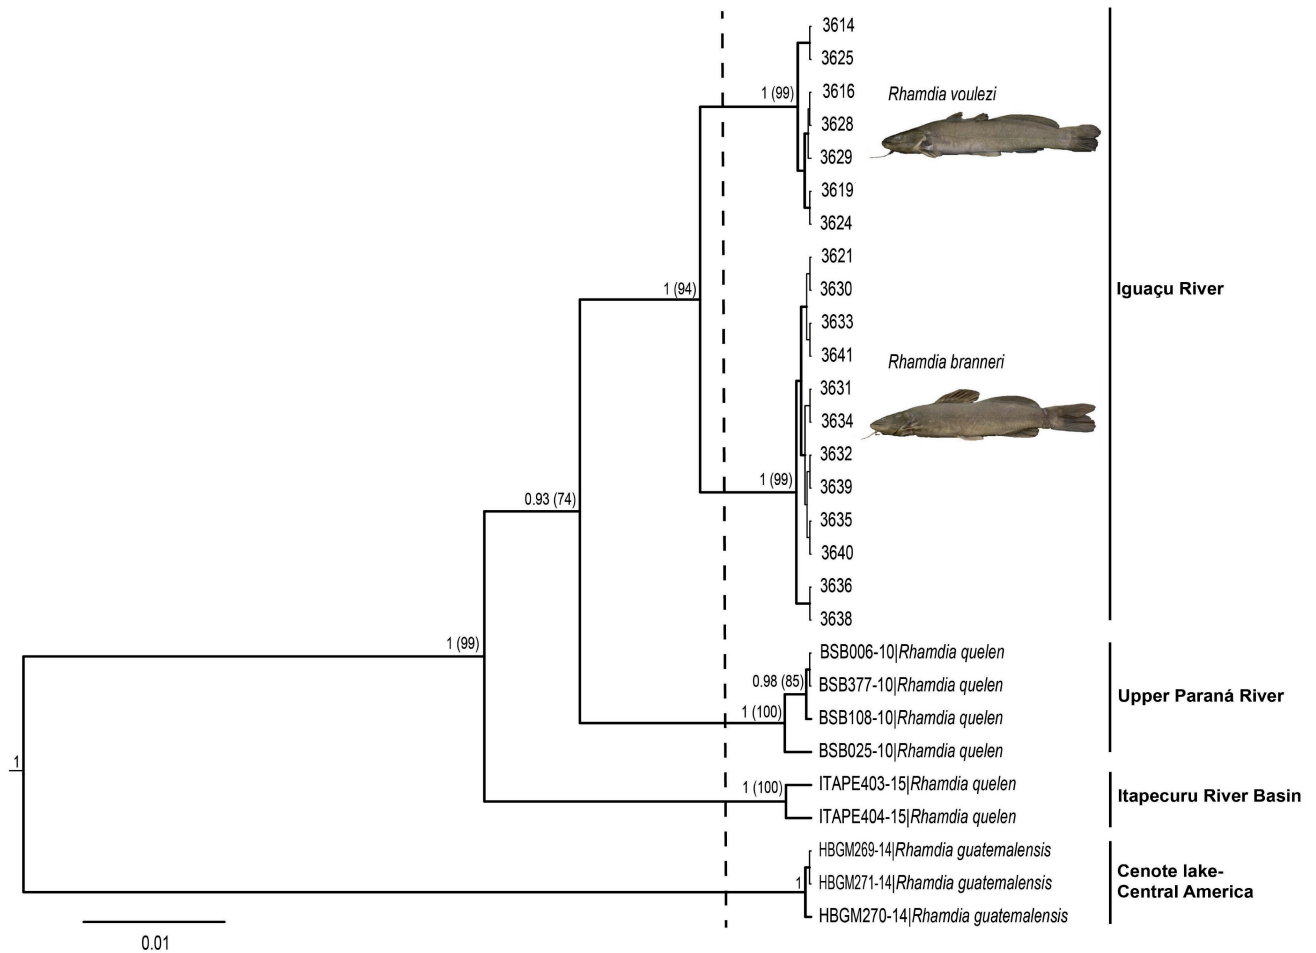 3614
3625
1 (99)
3616
Rhamdia voulezi
3628
3629
3619
3624
3621
1 (94)
3630
Iguaçu River
3633
3641
Rhamdia branneri
3631
3634
3632
1 (99)
3639
0.93 (74)
3635
3640
3636
3638
1 (99)
BSB006-10|Rhamdia quelen
0.98 (85)
BSB377-10|Rhamdia quelen
Upper Paraná River
1 (100)
BSB108-10|Rhamdia quelen
BSB025-10|Rhamdia quelen
1
1 (100)
ITAPE403-15|Rhamdia quelen
Itapecuru River Basin
ITAPE404-15|Rhamdia quelen
HBGM269-14|Rhamdia guatemalensis
1
HBGM271-14|Rhamdia guatemalensis
Cenote lake-
Central America
HBGM270-14|Rhamdia guatemalensis
0.01